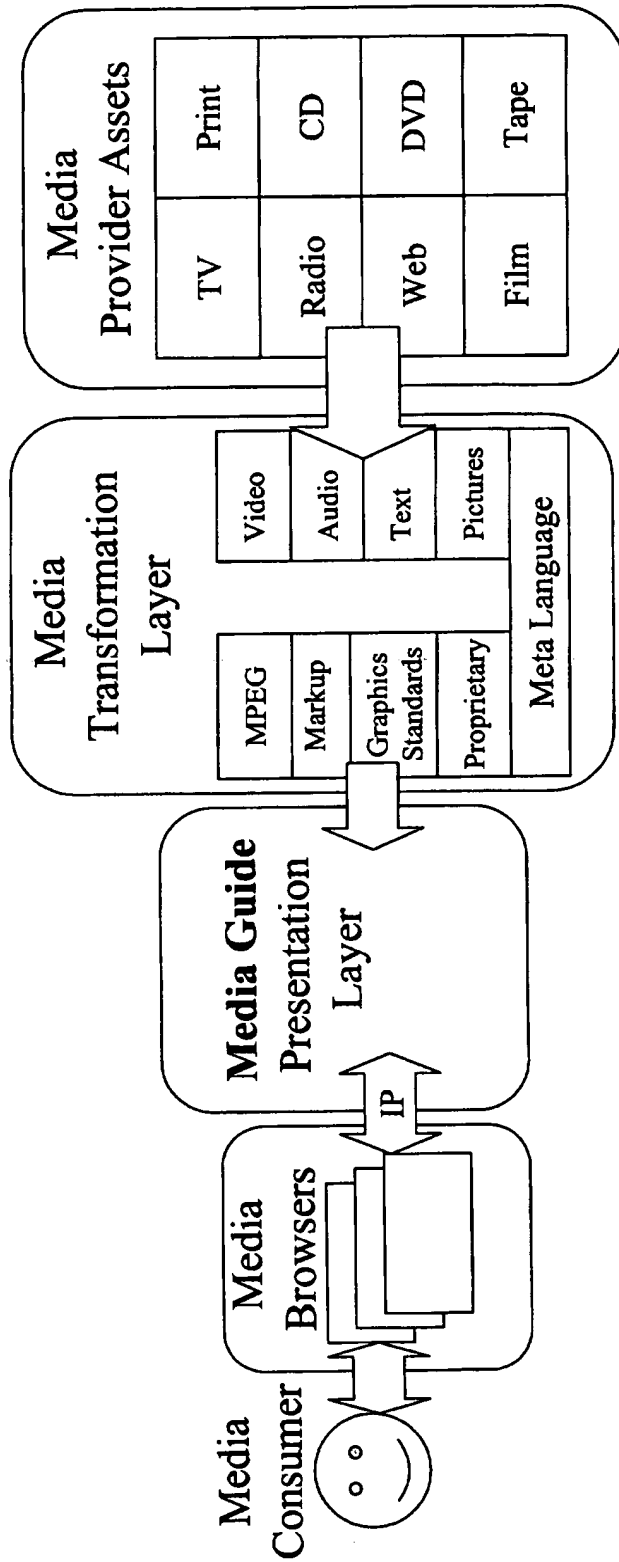 Media
Consumer
Media
Browsers
IP
Media Guide
Presentation
Layer
Media
Transformation
Layer
MPEG
Markup
Graphics
Standards
Proprietary
Video
Audio
Text
Pictures
Meta Language
Media
Provider Assets
TV
Print
Radio
CD
Web
DVD
Film
Tape